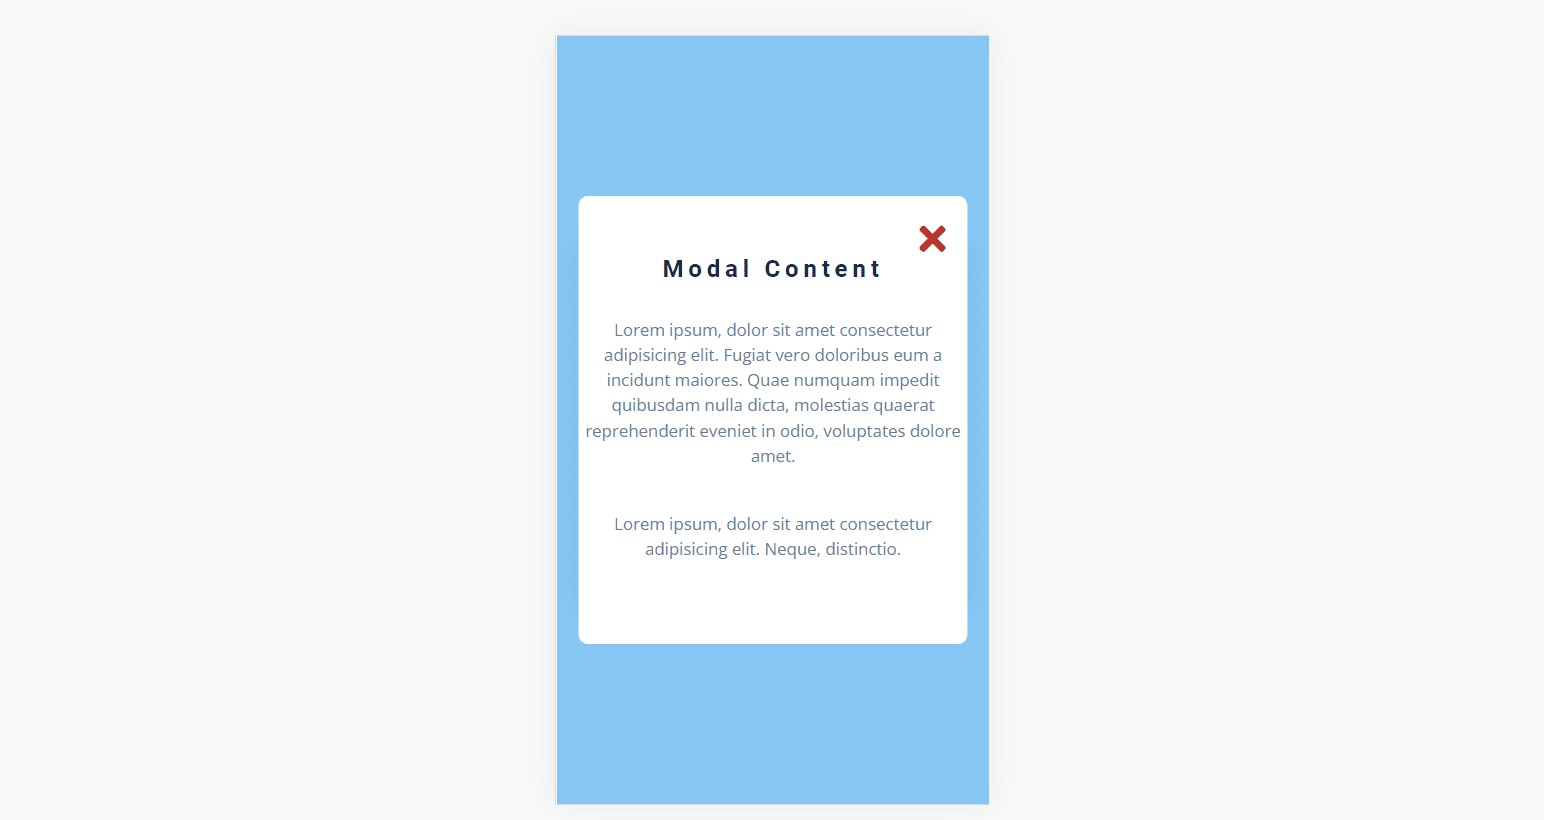 Modal Content
Lorem ipsum, dolor sit amet consectetur
adipisicing elit. Fugiat vero doloribus eum a
incidunt maiores. Quae numquam impedit
quibusdam nulla dicta, molestias quaerat
reprehenderit eveniet in odio, voluptates dolore
amet.
Lorem ipsum, dolor sit amet consectetur
adipisicing elit. Neque, distinctio.